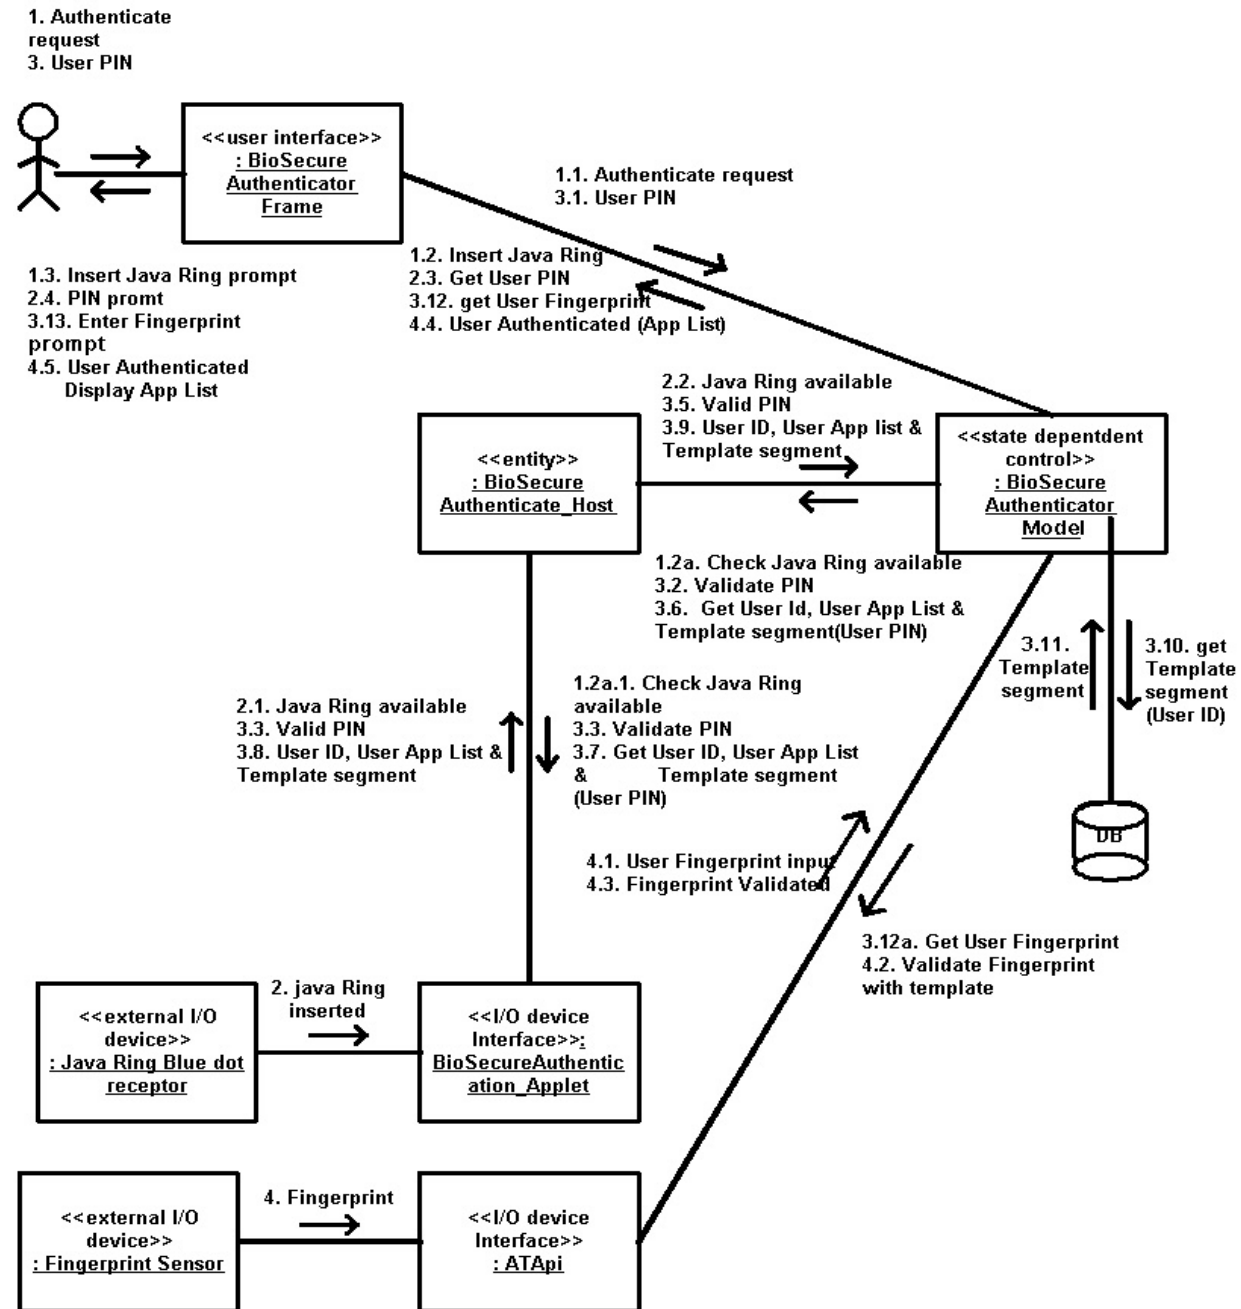 1. Authenticate
request
3. User PIN
<<user interface>>
: BioSecure
Authenticator
Frame
1.1. Authenticate request
3.1. User PIN
1.3. Insert Java Ring prompt
2.4. PIN promt
3.13. Enter Fingerprint
prompt
4.5. User Authenticated
Display App List
1.2. Insert Java Ring
2.3. Get User PIN
3.12. get User Fingerprint
4.4. User Authenticated (App List)
2.2. Java Ring available
3.5. Valid PIN
3.9. User ID, User App list &
Template segment
<<entity>>
: BioSecure
Authenticate_Host
<<state depentdent
control>>
: BioSecure
Authenticator
Model
1.2a. Check Java Ring available
3.2. Validate PIN
3.6. Get User Id, User App List &
Template segment(User PIN)
3.11.
Template
segment
3.10. get
Template
segment
(User ID)
2.1. Java Ring available
3.3. Valid PIN
3.8. User ID, User App List &
Template segment
1.2a.1. Check Java Ring
available
3.3. Validate PIN
3.7. Get User ID, User App List
& Template segment
(User PIN)
DB
4.1. User Fingerprint input
4.3. Fingerprint Validated
3.12a. Get User Fingerprint
4.2. Validate Fingerprint
with template
<<external I/O
device>>
: Java Ring Blue dot
receptor
2. java Ring
inserted
<<I/O device
Interface>>:
BioSecureAuthentic
ation_Applet
<<external I/O
device>>
: Fingerprint Sensor
4. Fingerprint
<<I/O device
Interface>>
: ATApi